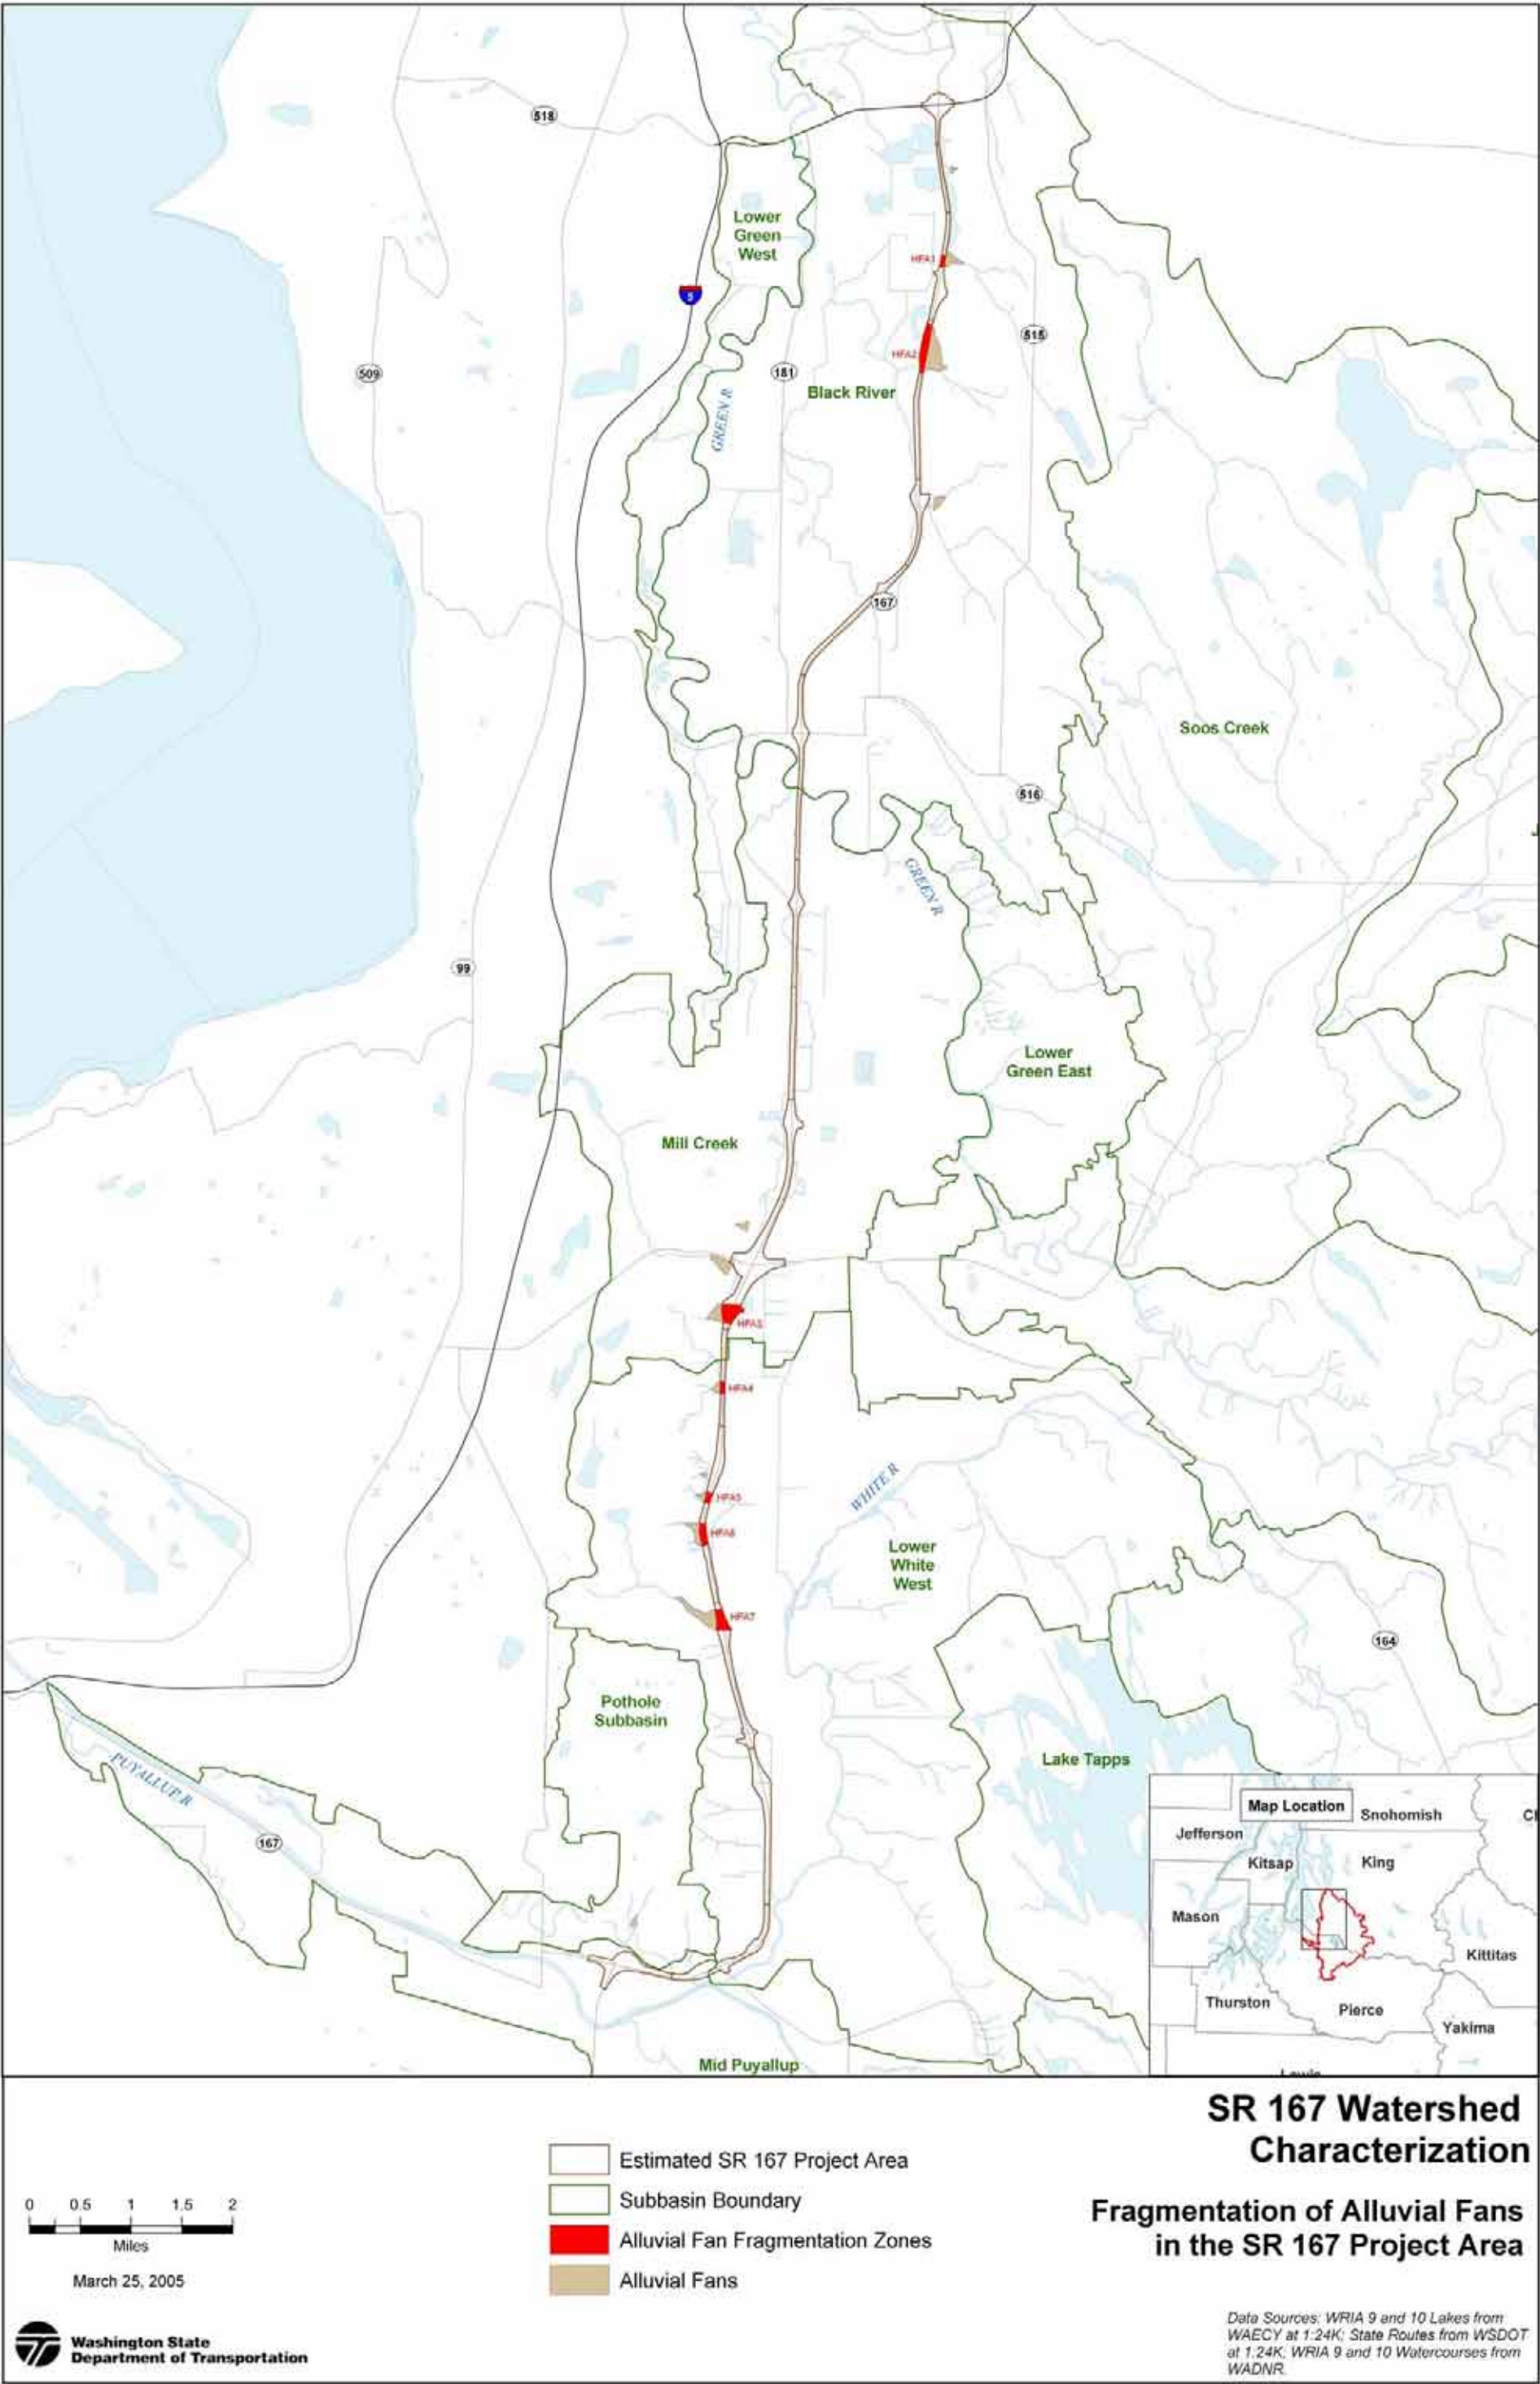 518
Lower
Green
West
HFA1
5
515
HFA2
509
181
Black River
GREEN R
167
Soos Creek
516
GREEN R
99
Lower
Green East
Mill Creek
HFA3
HFA4
WHITE R
HFA5
HFA6
Lower
White
West
HFA7
164
Pothole
Subbasin
Lake Tapps
PUYALLUP R
167
Map Location
Snohomish
Jefferson
Kitsap
King
Mason
Kittitas
Thurston
Pierce
Yakima
Mid Puyallup
SR 167 Watershed
Characterization
Estimated SR 167 Project Area
Subbasin Boundary
Alluvial Fan Fragmentation Zones
Alluvial Fans
Fragmentation of Alluvial Fans
in the SR 167 Project Area
0 0.5 1 1.5 2
Miles
March 25, 2005
Washington State
Department of Transportation
Data Sources: WRIA 9 and 10 Lakes from
WAECY at 1:24K; State Routes from WSDOT
at 1:24K; WRIA 9 and 10 Watercourses from
WADNR.